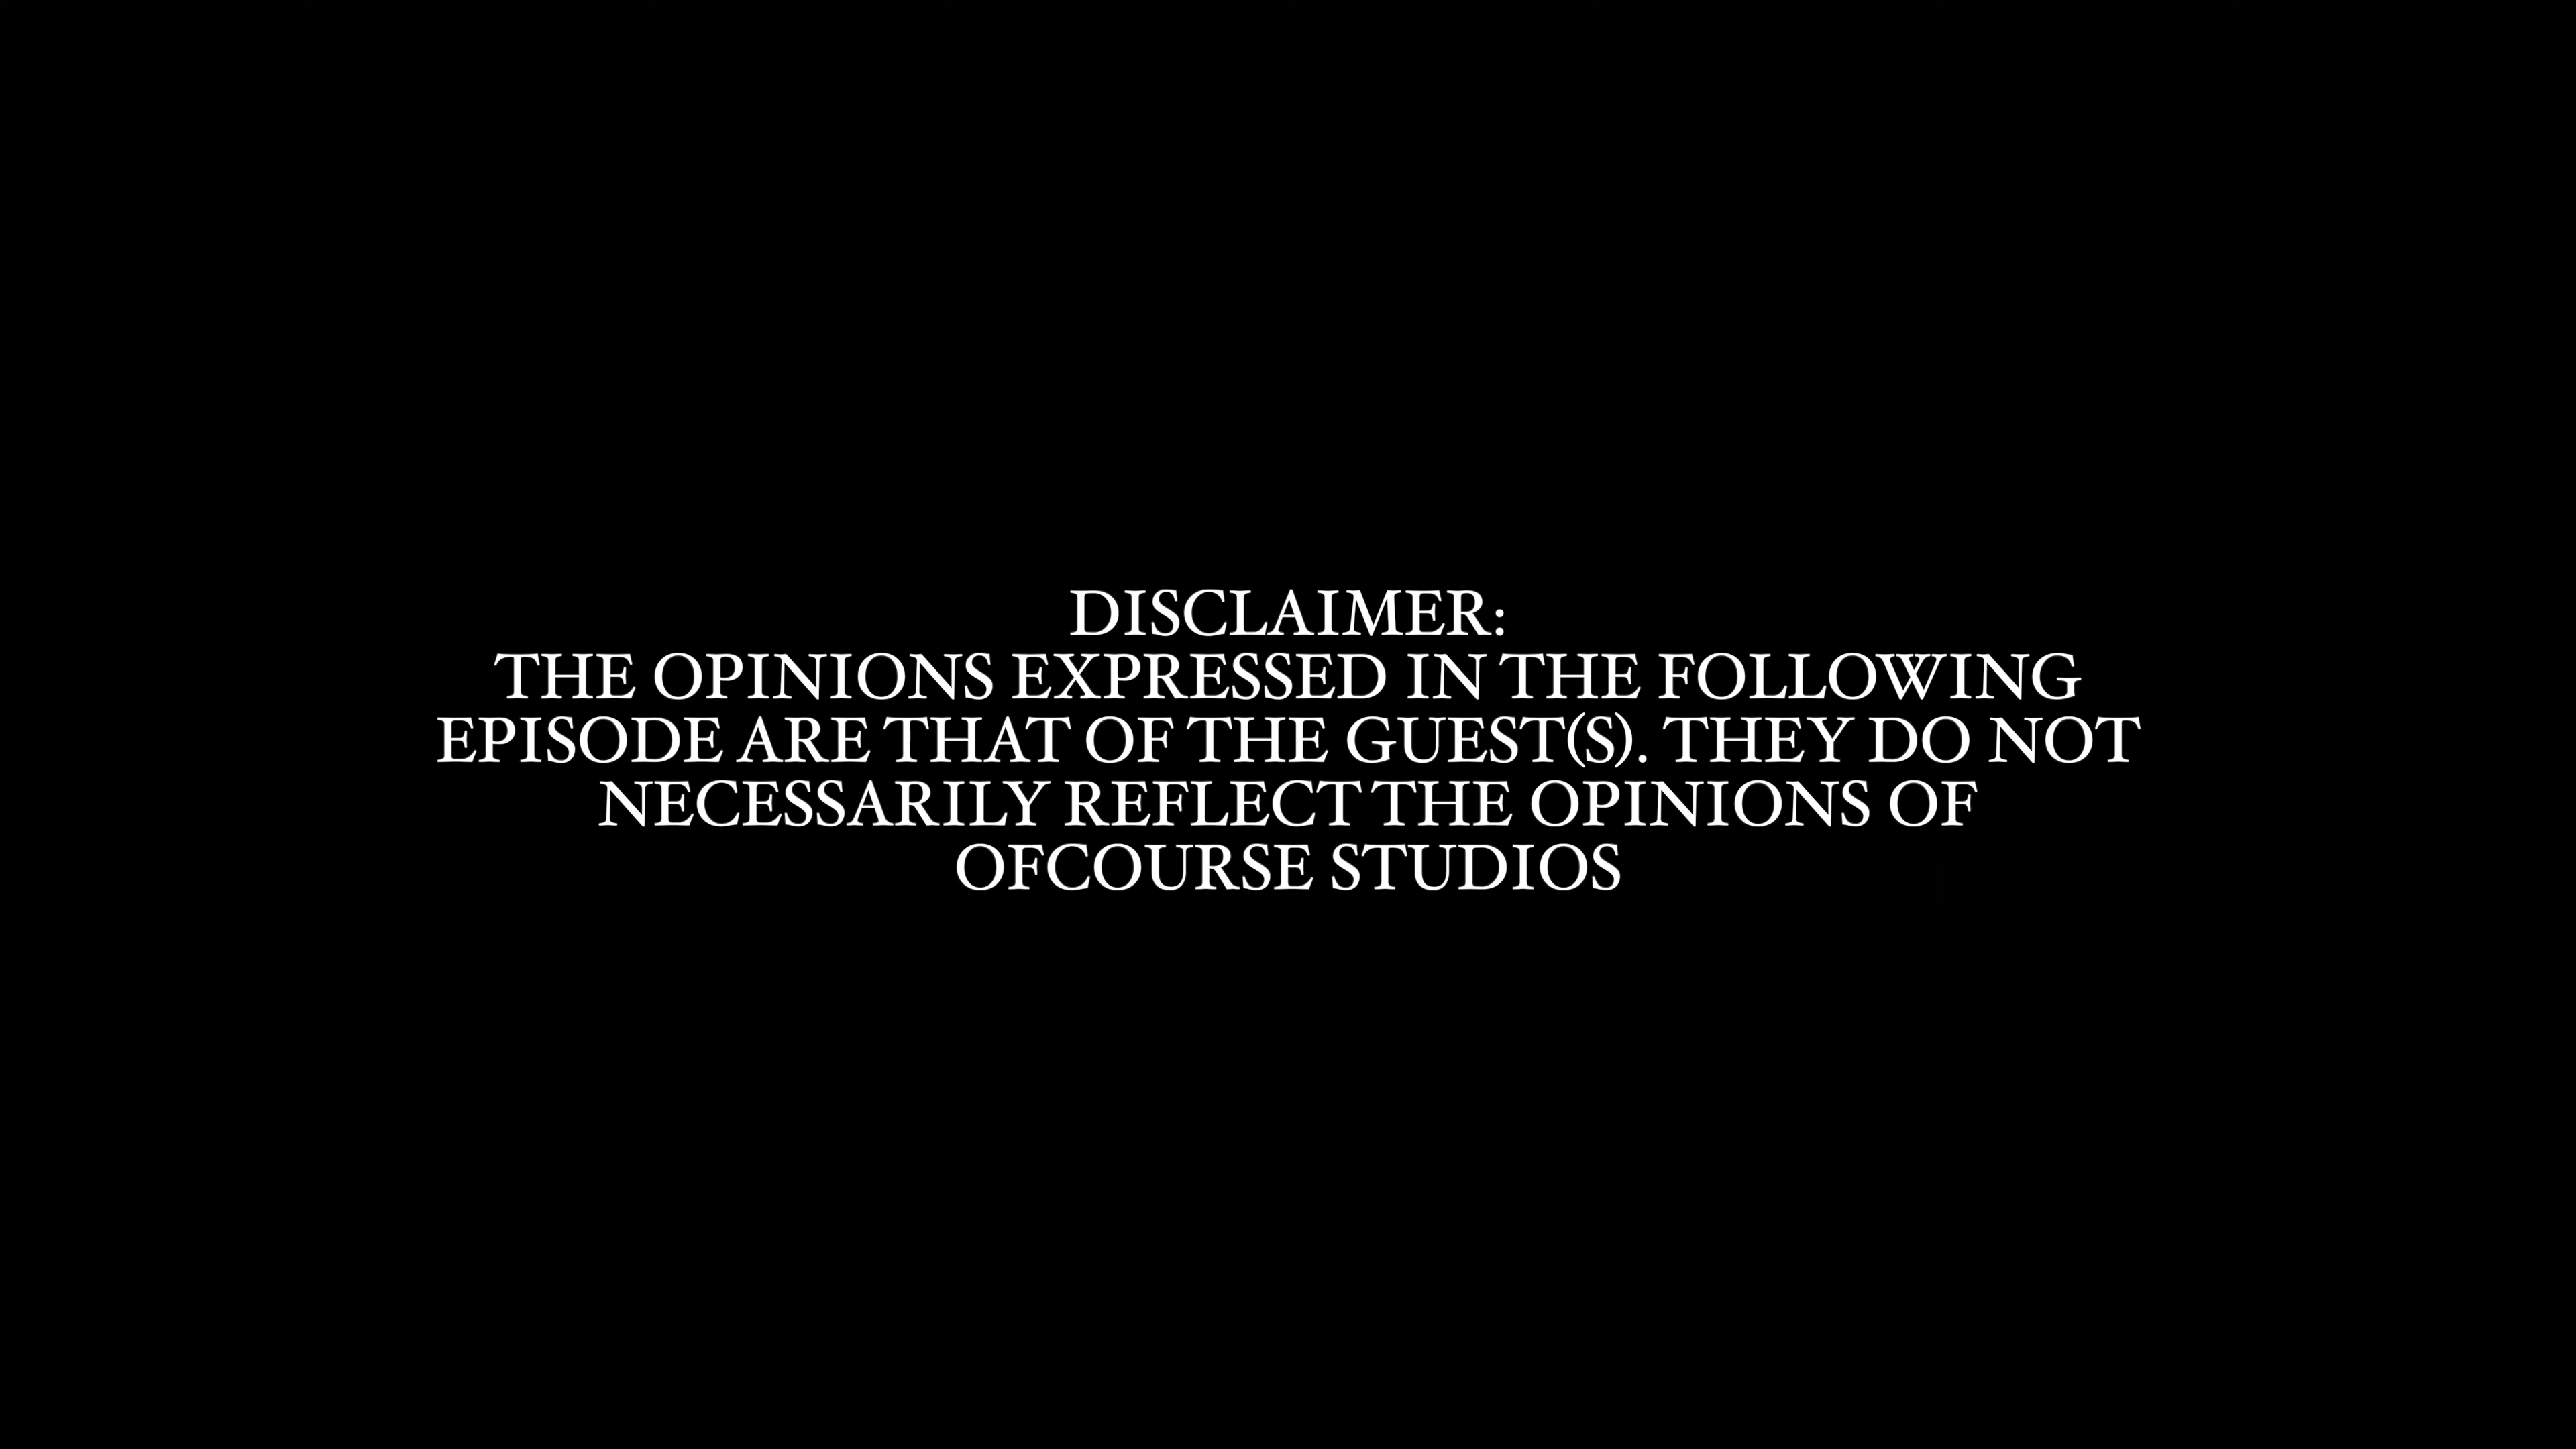 DISCLAIMER:
THE OPINIONS EXPRESSED IN THE FOLLOWING
EPISODE ARE THAT OF THE GUEST(S). THEY DO NOT
NECESSARILY REFLECT THE OPINIONS OF
OFCOURSE STUDIOS